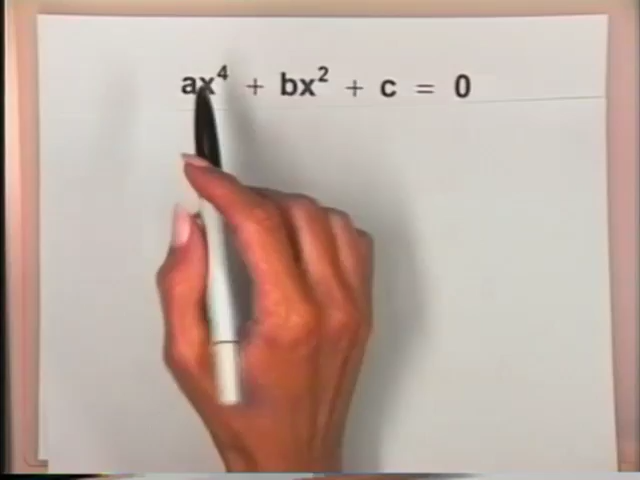 ax⁴ + bx² + c = 0